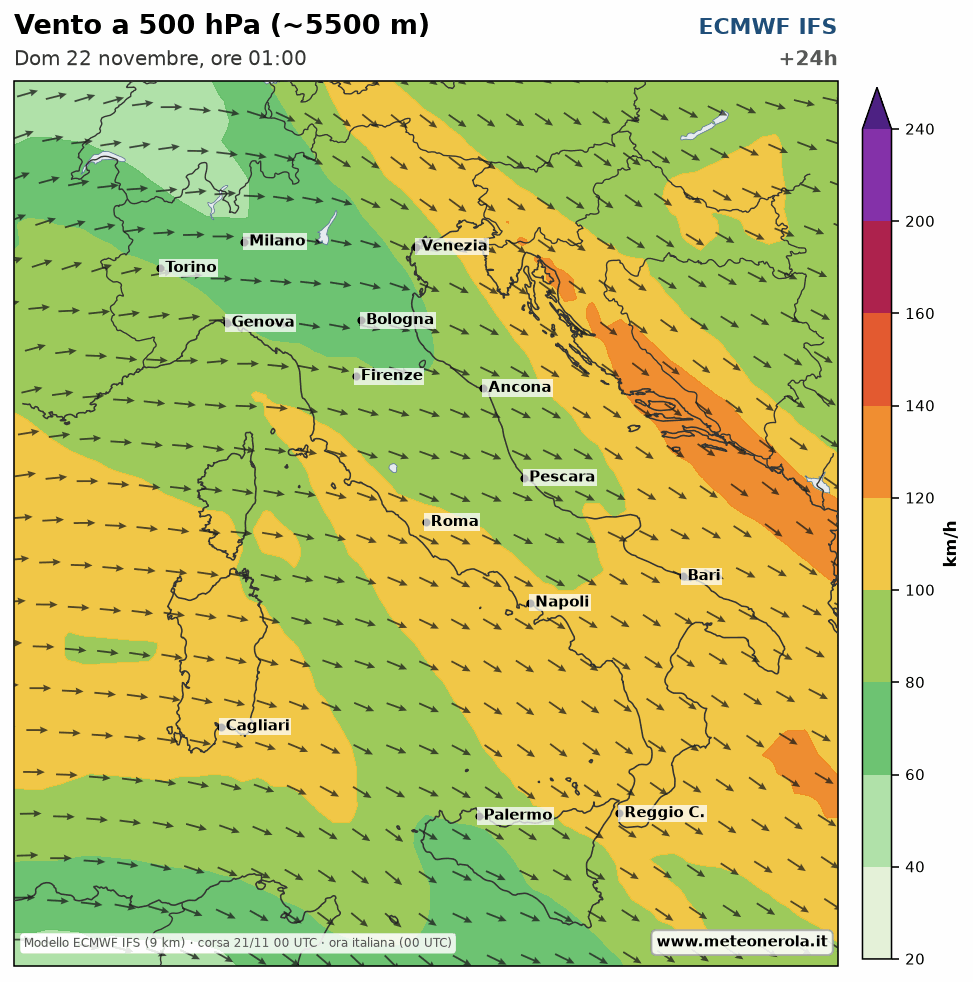 Vento a 500 hPa (~5500 m)
ECMWF IFS
Dom 22 novembre, ore 01:00
+24h
Milano
Venezia
Torino
Genova
Bologna
Firenze
Ancona
Pescara
Roma
Bari
Napoli
Cagliari
Palermo
Reggio C.
240
220
200
160
140
120
100
80
60
40
20
km/h
Modello ECMWF IFS (9 km) · corsa 21/11 00 UTC · ora italiana (00 UTC)
www.meteonerola.it